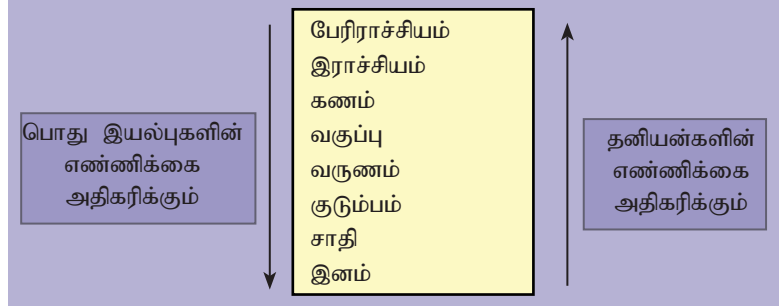 பொது இயல்புகளின்
எண்ணிக்கை
அதிகரிக்கும்
பேரிராச்சியம்
இராச்சியம்
கணம்
வகுப்பு
வருணம்
குடும்பம்
சாதி
இனம்
தனியன்களின்
எண்ணிக்கை
அதிகரிக்கும்